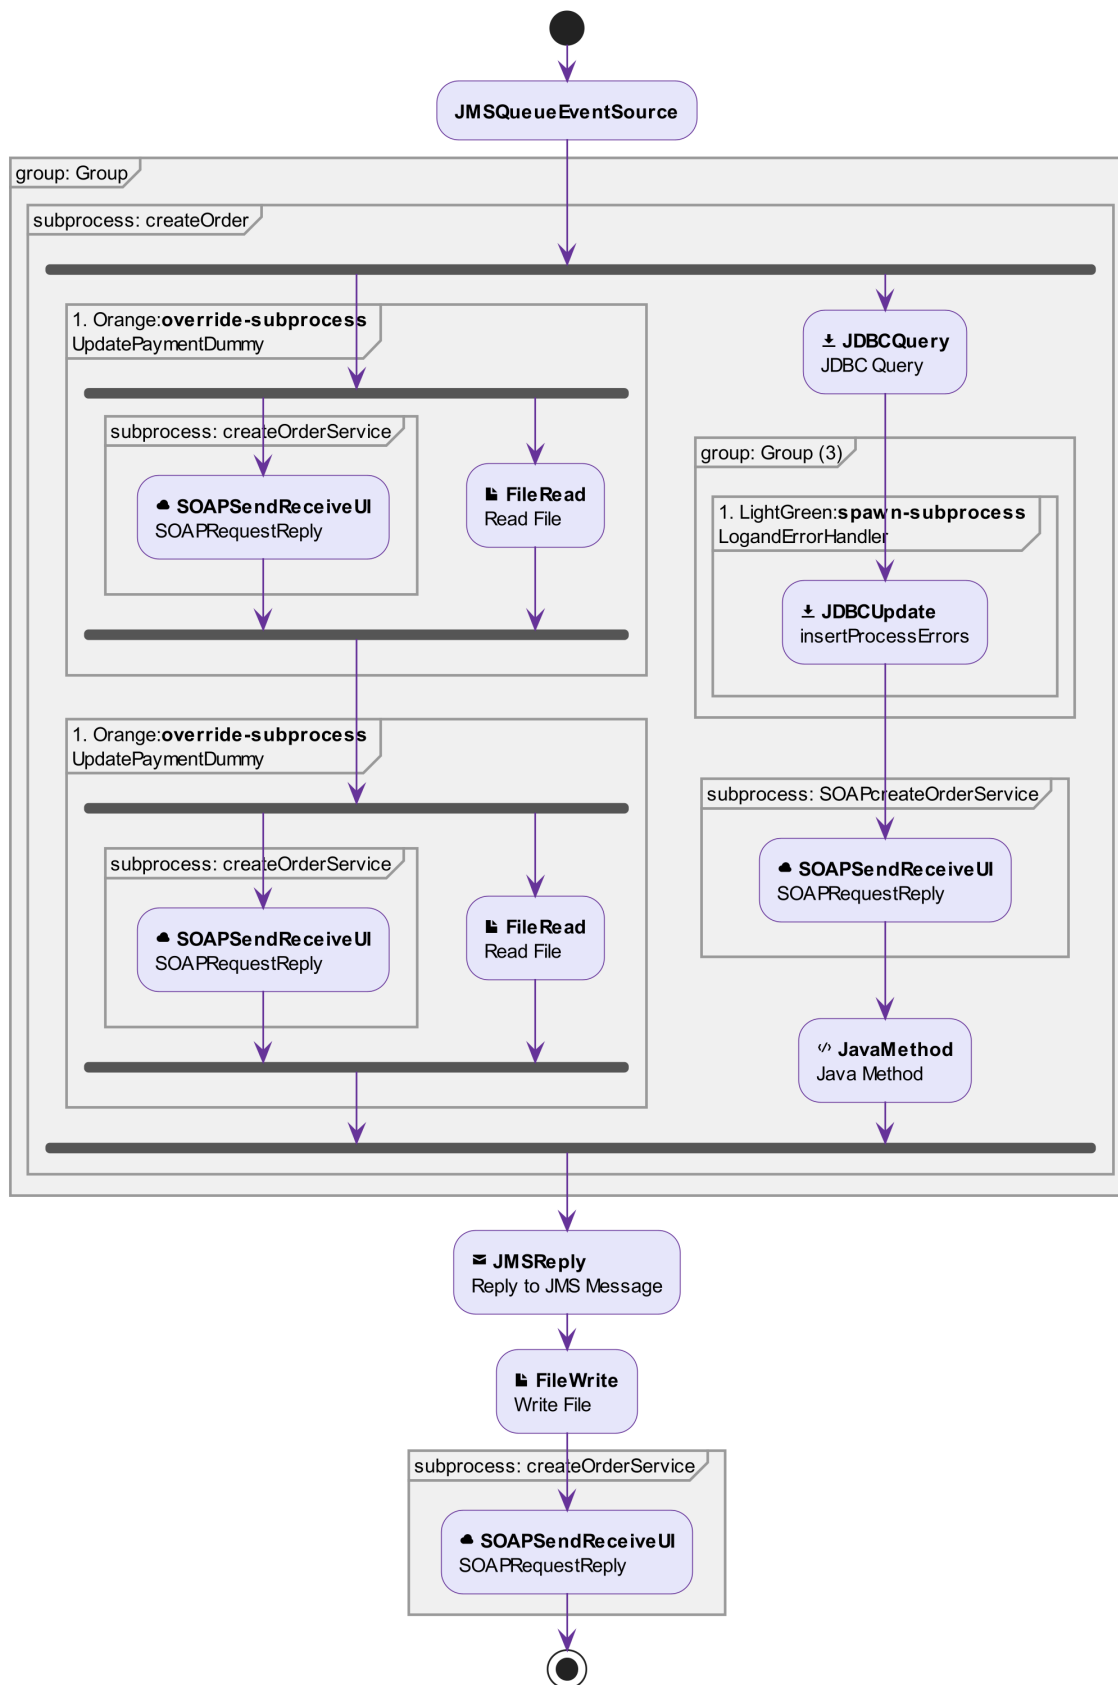 JMSQueueEventSource
group: Group
subprocess: createOrder
1. Orange:override-subprocess
UpdatePaymentDummy
subprocess: createOrderService
SOAPSendReceiveUI
SOAPRequestReply
FileRead
Read File
1. Orange:override-subprocess
UpdatePaymentDummy
subprocess: createOrderService
SOAPSendReceiveUI
SOAPRequestReply
FileRead
Read File
JDBCQuery
JDBC Query
group: Group (3)
1. LightGreen:spawn-subprocess
LogandErrorHandler
JDBCUpdate
insertProcessErrors
subprocess: SOAPcreateOrderService
SOAPSendReceiveUI
SOAPRequestReply
JavaMethod
Java Method
JMSReply
Reply to JMS Message
FileWrite
Write File
subprocess: createOrderService
SOAPSendReceiveUI
SOAPRequestReply